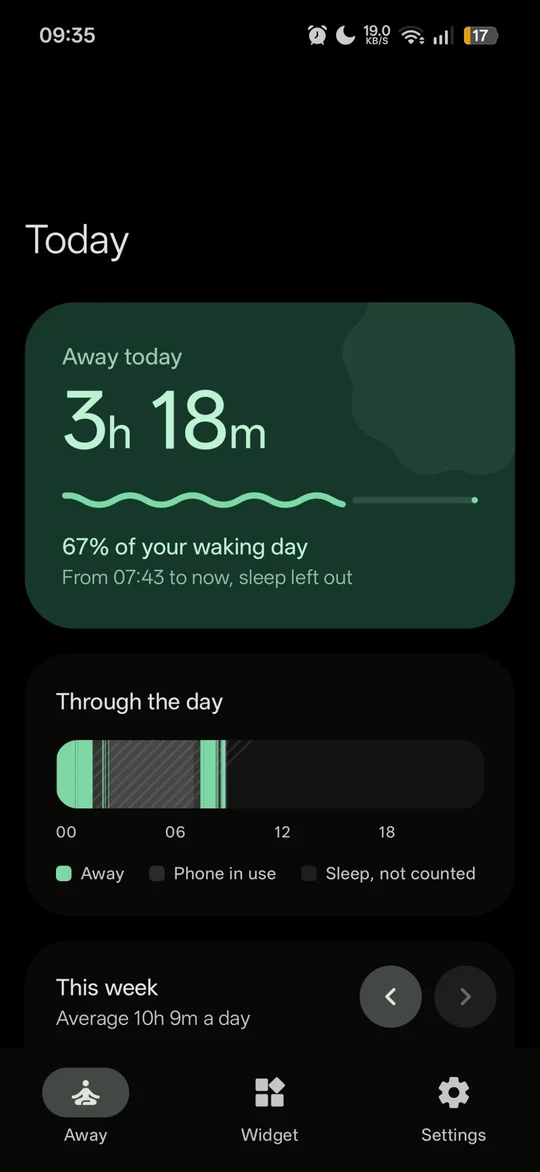 09:35
19.0
KB/S
17
Today
Away today
3h 18m
67% of your waking day
From 07:43 to now, sleep left out
Through the day
00 06 12 18
Away Phone in use Sleep, not counted
This week
Average 10h 9m a day
Away Widget Settings